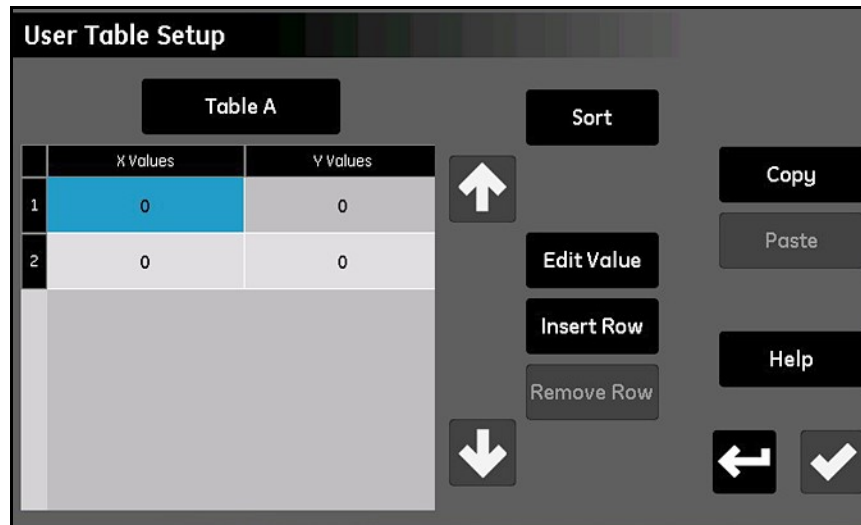 User Table Setup
Table A
Sort
X Values Y Values
Copy
1 0 0
Paste
2 0 0
Edit Value
Insert Row
Help
Remove Row